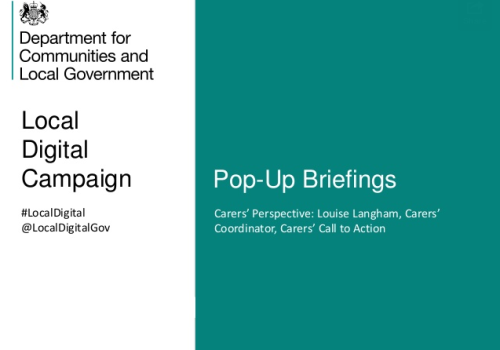 Department for
Communities and
Local Government
Local
Digital
Campaign
#LocalDigital
@LocalDigitalGov
Pop-Up Briefings
Carers’ Perspective: Louise Langham, Carers’
Coordinator, Carers’ Call to Action